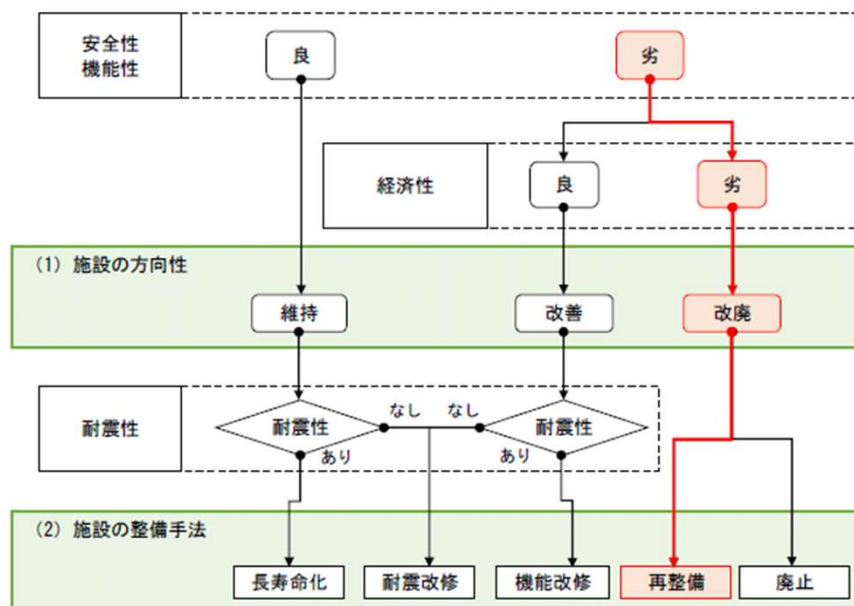 安全性
機能性
良
劣
経済性
良
劣
(1) 施設の方向性
維持
改善
改廃
耐震性
耐震性
なし
なし
耐震性
あり
あり
(2) 施設の整備手法
長寿命化
耐震改修
機能改修
再整備
廃止